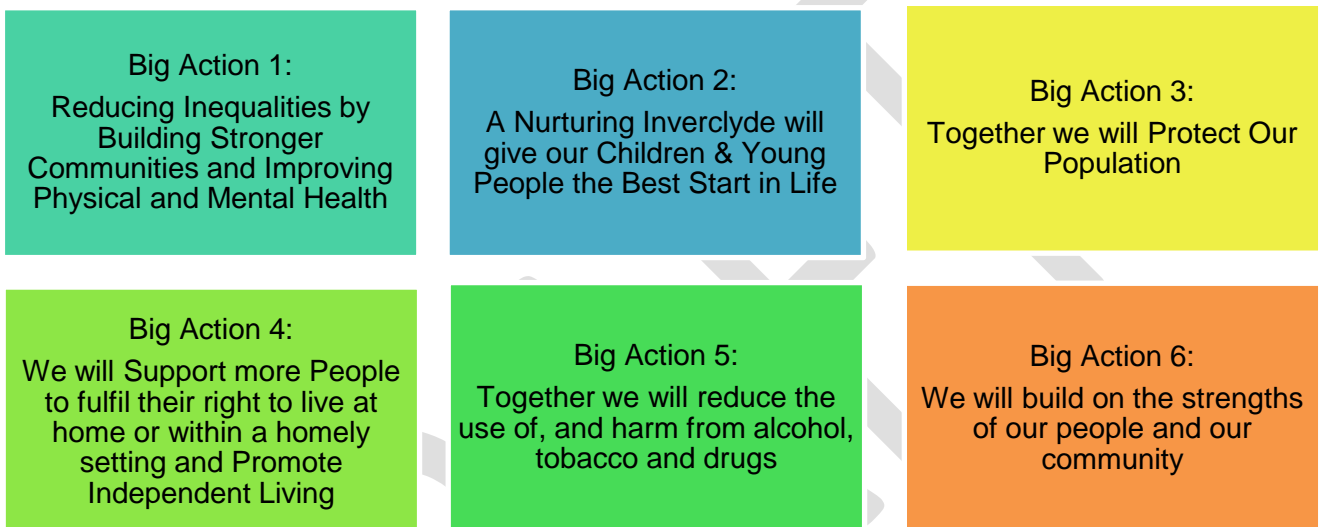 Big Action 1:
Reducing Inequalities by
Building Stronger
Communities and Improving
Physical and Mental Health
Big Action 2:
A Nurturing Inverclyde will
give our Children & Young
People the Best Start in Life
Big Action 3:
Together we will Protect Our
Population
Big Action 4:
We will Support more People
to fulfil their right to live at
home or within a homely
setting and Promote
Independent Living
Big Action 5:
Together we will reduce the
use of, and harm from alcohol,
tobacco and drugs
Big Action 6:
We will build on the strengths
of our people and our
community